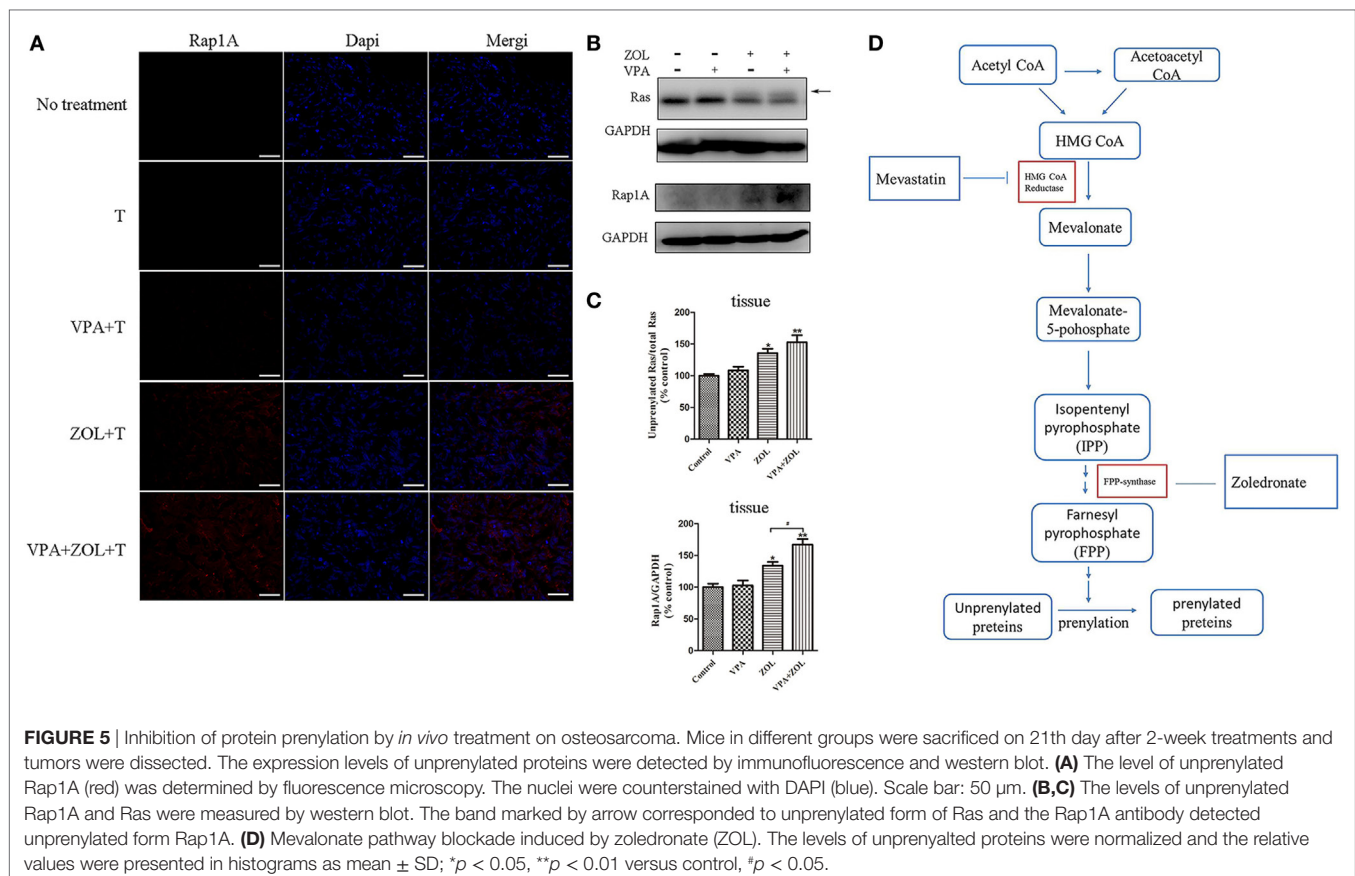 A
Rap1A Dapi Mergi
No treatment
T
VPA+T
ZOL+T
VPA+ZOL+T
B
ZOL - - + +
VPA - + - +
Ras
GAPDH
Rap1A
GAPDH
C
tissue
Unprenylated Ras/total Ras
(% control)
200
150
100
50
0
*
**
Control
VPA
ZOL
VPA+ZOL
tissue
Rap1A/GAPDH
(% control)
200
150
100
50
0
*
#
**
Control
VPA
ZOL
VPA+ZOL
D
Acetyl CoA
Acetoacetyl
CoA
HMG CoA
Mevastatin
HMG CoA
Reductase
Mevalonate
Mevalonate-
5-pohosphate
Isopentenyl
pyrophosphate
(IPP)
FPP-synthase
Zoledronate
Farnesyl
pyrophosphate
(FPP)
Unprenylated
preteins
prenylation
prenylated
preteins
FIGURE 5 | Inhibition of protein prenylation by in vivo treatment on osteosarcoma. Mice in different groups were sacrificed on 21th day after 2-week treatments and
tumors were dissected. The expression levels of unprenylated proteins were detected by immunofluorescence and western blot. (A) The level of unprenylated
Rap1A (red) was determined by fluorescence microscopy. The nuclei were counterstained with DAPI (blue). Scale bar: 50 µm. (B,C) The levels of unprenylated
Rap1A and Ras were measured by western blot. The band marked by arrow corresponded to unprenylated form of Ras and the Rap1A antibody detected
unprenylated form Rap1A. (D) Mevalonate pathway blockade induced by zoledronate (ZOL). The levels of unprenyalted proteins were normalized and the relative
values were presented in histograms as mean ± SD; *p < 0.05, **p < 0.01 versus control, #p < 0.05.